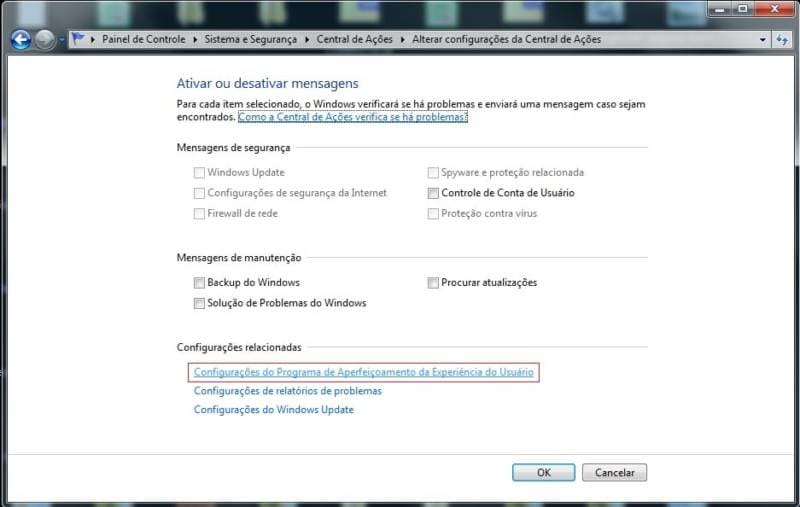 Painel de Controle Sistema e Segurança Central de Ações Alterar configurações da Central de Ações
Ativar ou desativar mensagens
Para cada item selecionado, o Windows verificará se há problemas e enviará uma mensagem caso sejam
encontrados. Como a Central de Ações verifica se há problemas?
Mensagens de segurança
Windows Update
Spyware e proteção relacionada
Configurações de segurança da Internet
Controle de Conta de Usuário
Firewall de rede
Proteção contra vírus
Mensagens de manutenção
Backup do Windows
Procurar atualizações
Solução de Problemas do Windows
Configurações relacionadas
Configurações do Programa de Aperfeiçoamento da Experiência do Usuário
Configurações de relatórios de problemas
Configurações do Windows Update
OK
Cancelar